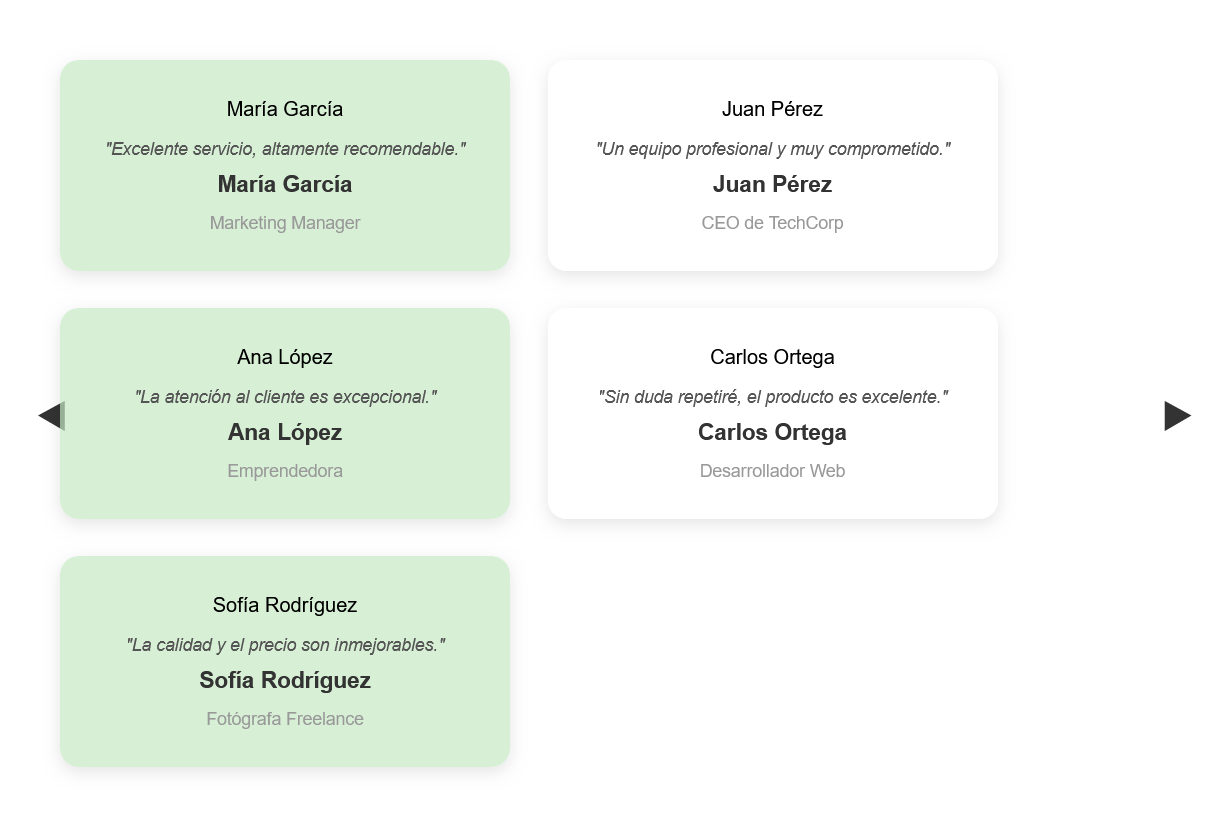 María García
"Excelente servicio, altamente recomendable."
María García
Marketing Manager
Juan Pérez
"Un equipo profesional y muy comprometido."
Juan Pérez
CEO de TechCorp
Ana López
"La atención al cliente es excepcional."
Ana López
Emprendedora
Carlos Ortega
"Sin duda repetiré, el producto es excelente."
Carlos Ortega
Desarrollador Web
Sofía Rodríguez
"La calidad y el precio son inmejorables."
Sofía Rodríguez
Fotógrafa Freelance